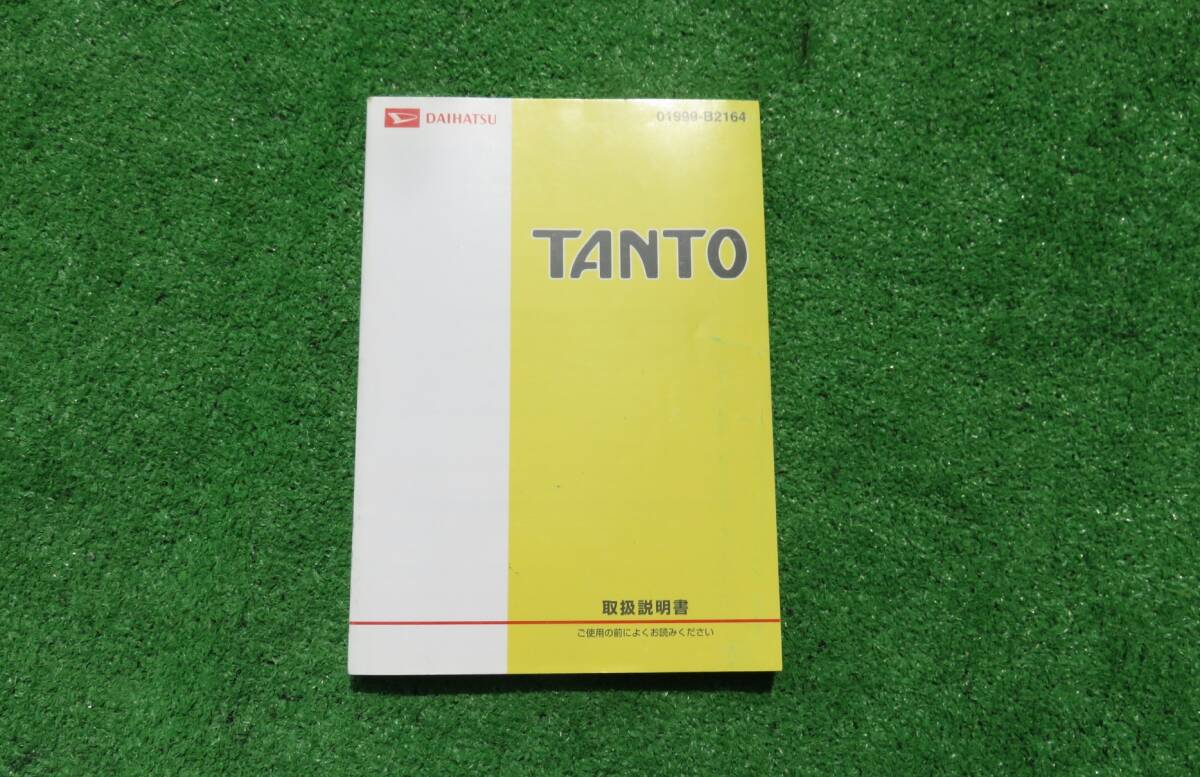 DAIHATSU
01999-B2164
TANTO
取扱説明書
ご使用の前によくお読みください